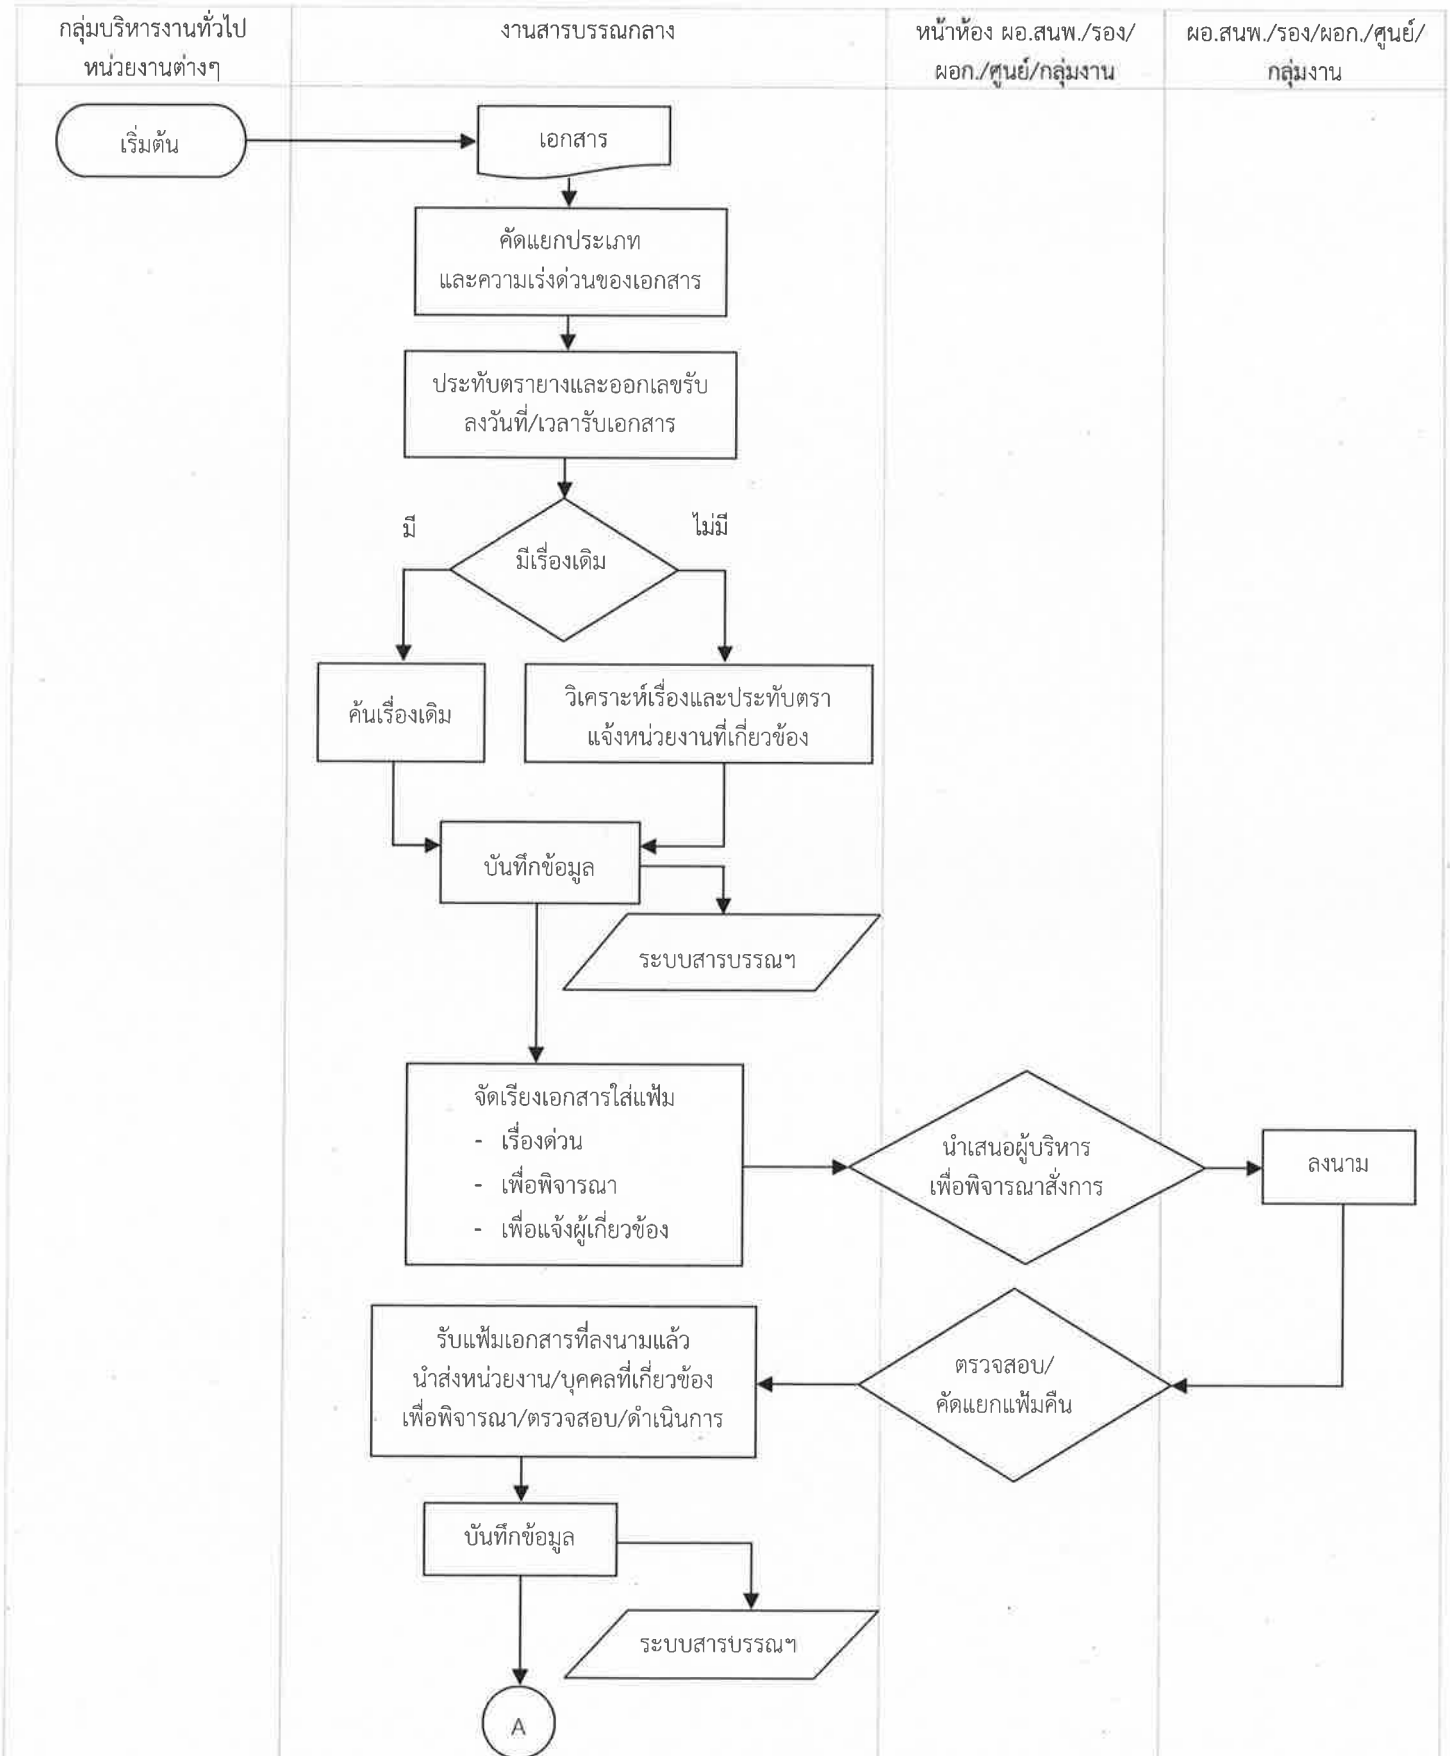 กลุ่มบริหารงานทั่วไป
หน่วยงานต่างๆ
งานสารบรรณกลาง
หน้าห้อง ผอ.สนพ./รอง/
ผอก./ศูนย์/กลุ่มงาน
ผอ.สนพ./รอง/ผอก./ศูนย์/
กลุ่มงาน
เริ่มต้น
เอกสาร
คัดแยกประเภท
และความเร่งด่วนของเอกสาร
ประทับตรายางและออกเลขรับ
ลงวันที่/เวลารับเอกสาร
มี
ไม่มี
มีเรื่องเดิม
ค้นเรื่องเดิม
วิเคราะห์เรื่องและประทับตรา
แจ้งหน่วยงานที่เกี่ยวข้อง
บันทึกข้อมูล
ระบบสารบรรณฯ
จัดเรียงเอกสารใส่แฟ้ม
- เรื่องด่วน
- เพื่อพิจารณา
- เพื่อแจ้งผู้เกี่ยวข้อง
นำเสนอผู้บริหาร
เพื่อพิจารณาสั่งการ
ลงนาม
รับแฟ้มเอกสารที่ลงนามแล้ว
นำส่งหน่วยงาน/บุคคลที่เกี่ยวข้อง
เพื่อพิจารณา/ตรวจสอบ/ดำเนินการ
ตรวจสอบ/
คัดแยกแฟ้มคืน
บันทึกข้อมูล
ระบบสารบรรณฯ
A